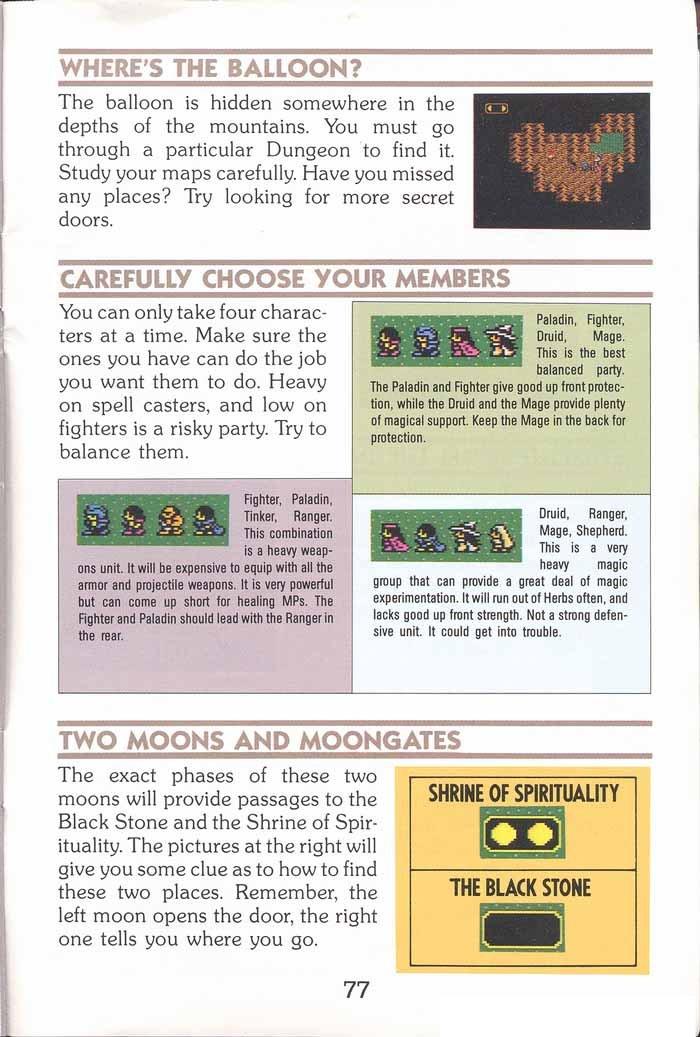 WHERE'S THE BALLOON?
The balloon is hidden somewhere in the
depths of the mountains. You must go
through a particular Dungeon to find it.
Study your maps carefully. Have you missed
any places? Try looking for more secret
doors.
CAREFULLY CHOOSE YOUR MEMBERS
You can only take four charac-
ters at a time. Make sure the
ones you have can do the job
you want them to do. Heavy
on spell casters, and low on
fighters is a risky party. Try to
balance them.
Paladin, Fighter,
Druid, Mage.
This is the best
balanced party.
The Paladin and Fighter give good up front protec-
tion, while the Druid and the Mage provide plenty
of magical support. Keep the Mage in the back for
protection.
Fighter, Paladin,
Tinker, Ranger.
This combination
is a heavy weap-
ons unit. It will be expensive to equip with all the
armor and projectile weapons. It is very powerful
but can come up short for healing MPs. The
Fighter and Paladin should lead with the Ranger in
the rear.
Druid, Ranger,
Mage, Shepherd.
This is a very
heavy magic
group that can provide a great deal of magic
experimentation. It will run out of Herbs often, and
lacks good up front strength. Not a strong defen-
sive unit. It could get into trouble.
TWO MOONS AND MOONGATES
The exact phases of these two
moons will provide passages to the
Black Stone and the Shrine of Spir-
ituality. The pictures at the right will
give you some clue as to how to find
these two places. Remember, the
left moon opens the door, the right
one tells you where you go.
SHRINE OF SPIRITUALITY
THE BLACK STONE
77